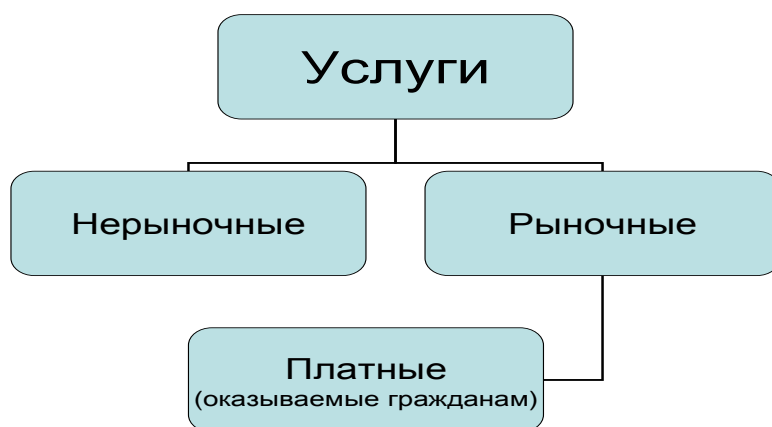 Услуги
Нерыночные
Рыночные
Платные
(оказываемые гражданам)